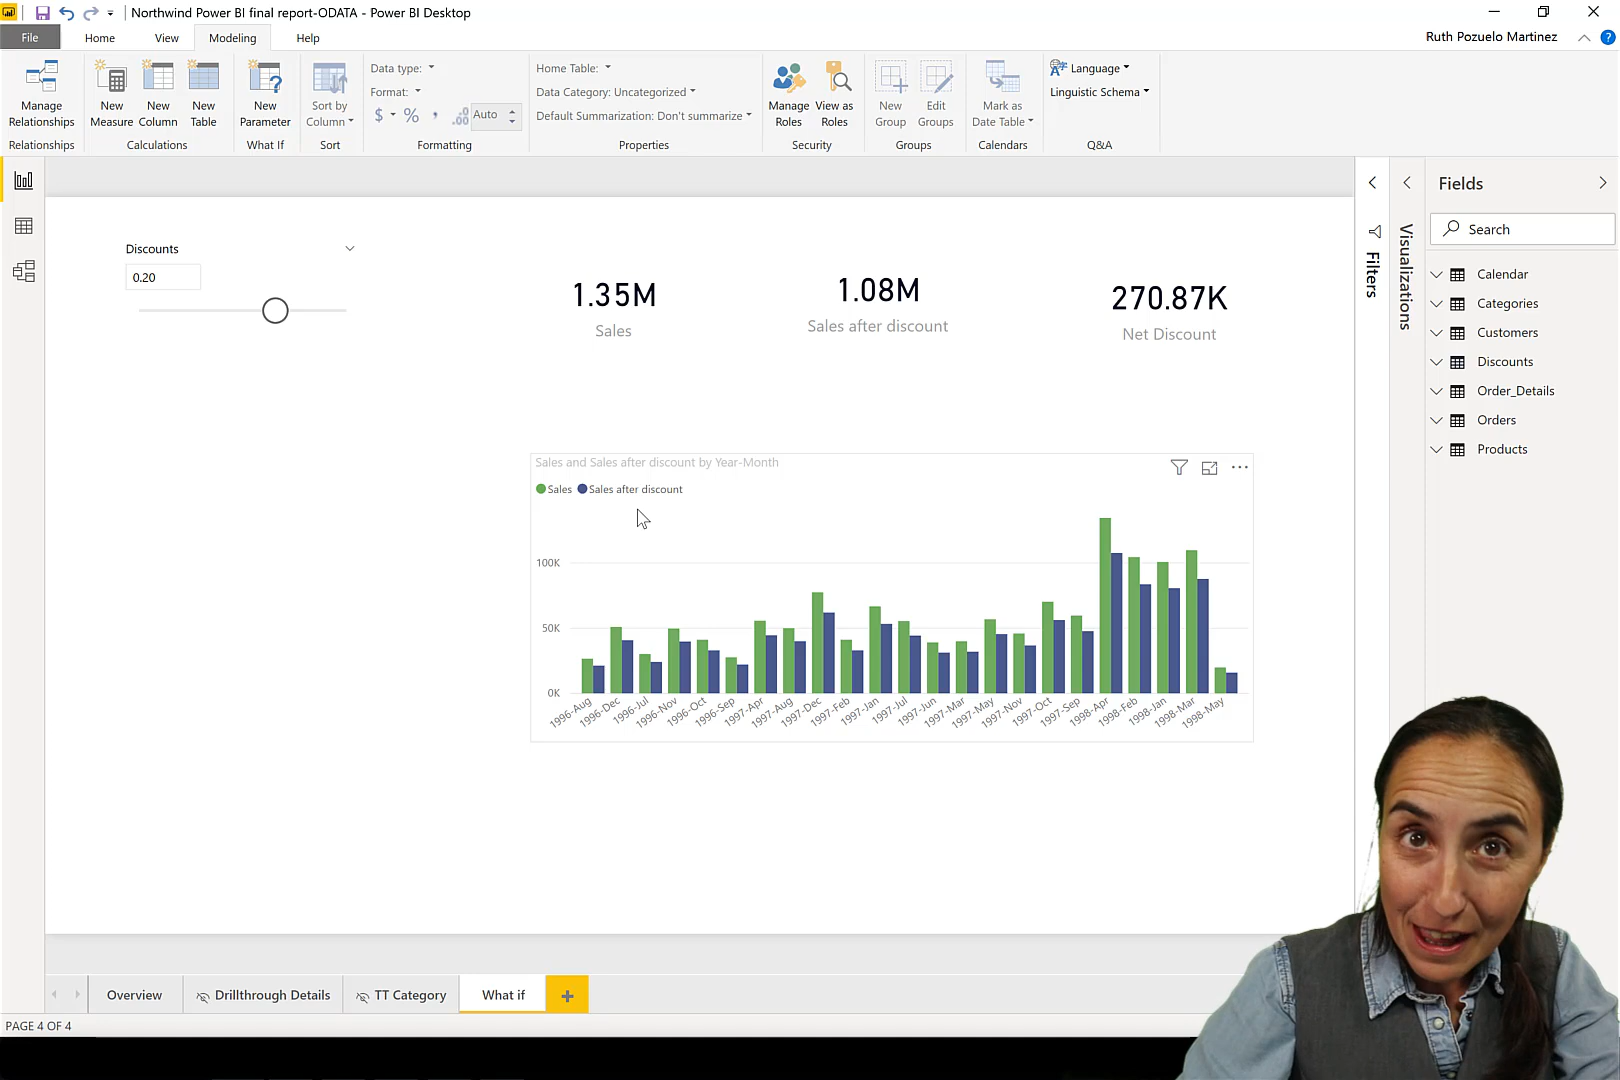 Northwind Power BI final report-ODATA - Power BI Desktop
File Home View Modeling Help
Ruth Pozuelo Martinez ?
Manage Relationships
New Measure
New Column
New Table
New Parameter
Sort by Column
Data type:
Format:
$ % , Auto
Home Table:
Data Category: Uncategorized
Default Summarization: Don't summarize
Manage Roles
View as Roles
New Group
Edit Groups
Mark as Date Table
Language
Linguistic Schema
Relationships Calculations What If Sort Formatting Properties Security Groups Calendars Q&A
Discounts
0.20
1.35M
Sales
1.08M
Sales after discount
270.87K
Net Discount
Sales and Sales after discount by Year-Month
Sales Sales after discount
100K
50K
0K
1996-Aug 1996-Dec 1996-Jul 1996-Nov 1996-Oct 1996-Sep 1997-Apr 1997-Aug 1997-Dec 1997-Feb 1997-Jan 1997-Jul 1997-Jun 1997-Mar 1997-May 1997-Nov 1997-Oct 1997-Sep 1998-Apr 1998-Feb 1998-Jan 1998-Mar 1998-May
Filters
Visualizations
Fields
Search
Calendar
Categories
Customers
Discounts
Order_Details
Orders
Products
Overview Drillthrough Details TT Category What if
PAGE 4 OF 4